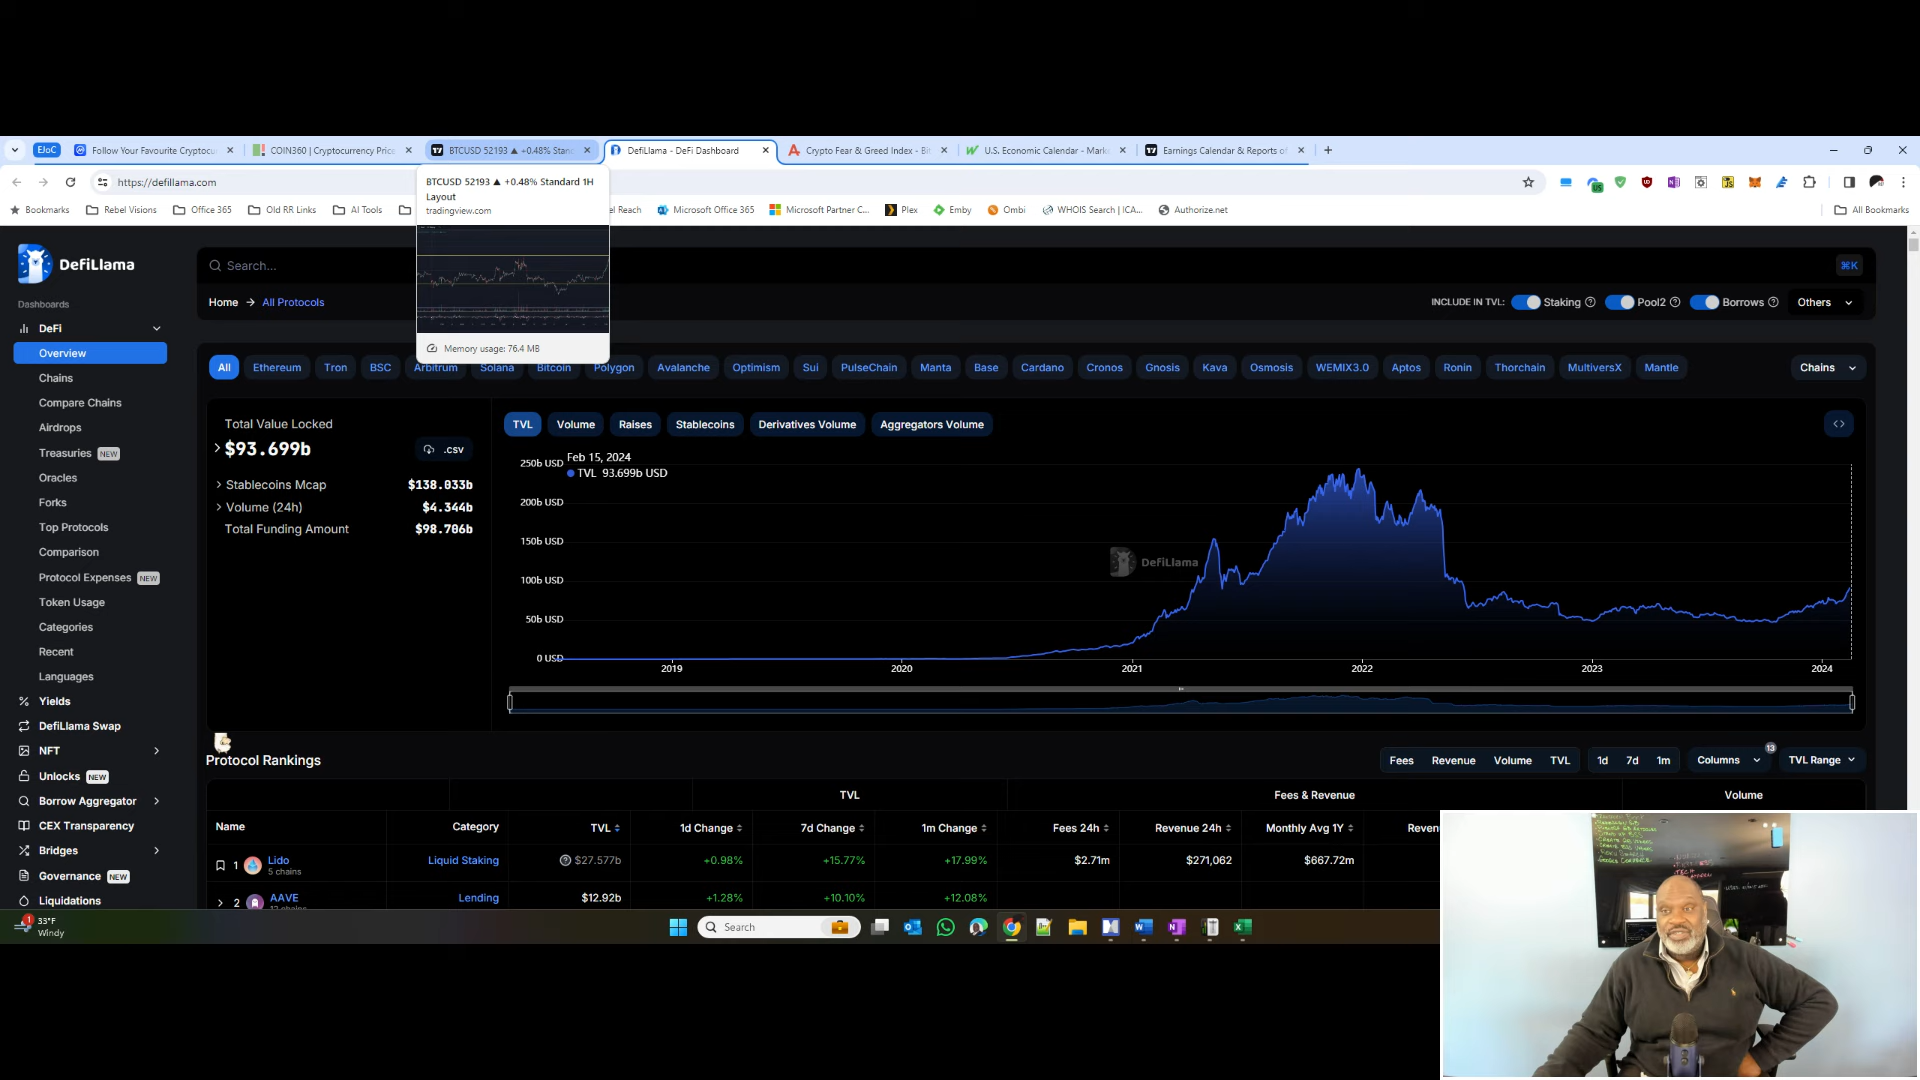 EJoC
Follow Your Favourite Cryptocu
COIN360 | Cryptocurrency Price
BTCUSD 52193 ▲ +0.48% Stand
DefiLlama - DeFi Dashboard
Crypto Fear & Greed Index - Bit
U.S. Economic Calendar - Mark
Earnings Calendar & Reports of
https://defillama.com
BTCUSD 52193 ▲ +0.48% Standard 1H
Layout
tradingview.com
Memory usage: 76.4 MB
Bookmarks
Rebel Visions
Office 365
Old RR Links
AI Tools
el Reach
Microsoft Office 365
Microsoft Partner C...
Plex
Emby
Ombi
WHOIS Search | ICA...
Authorize.net
All Bookmarks
DefiLlama
Search...
⌘K
Home → All Protocols
INCLUDE IN TVL: Staking Pool2 Borrows Others
Dashboards
DeFi
Overview
Chains
Compare Chains
Airdrops
Treasuries NEW
Oracles
Forks
Top Protocols
Comparison
Protocol Expenses NEW
Token Usage
Categories
Recent
Languages
Yields
DefiLlama Swap
NFT
Unlocks NEW
Borrow Aggregator
CEX Transparency
Bridges
Governance NEW
Liquidations
All Ethereum Tron BSC Arbitrum Solana Bitcoin Polygon Avalanche Optimism Sui PulseChain Manta Base Cardano Cronos Gnosis Kava Osmosis WEMIX3.0 Aptos Ronin Thorchain MultiversX Mantle Chains
Total Value Locked
$93.699b
.csv
Stablecoins Mcap $138.033b
Volume (24h) $4.344b
Total Funding Amount $98.706b
TVL Volume Raises Stablecoins Derivatives Volume Aggregators Volume
Feb 15, 2024
TVL 93.699b USD
250b USD
200b USD
150b USD
100b USD
50b USD
0 USD
DefiLlama
2019 2020 2021 2022 2023 2024
Protocol Rankings
Fees Revenue Volume TVL
1d 7d 1m
Columns 13
TVL Range
TVL Fees & Revenue Volume
Name Category TVL 1d Change 7d Change 1m Change Fees 24h Revenue 24h Monthly Avg 1Y Reven
1 Lido Liquid Staking $27.577b +0.98% +15.77% +17.99% $2.71m $271,062 $667.72m
5 chains
2 AAVE Lending $12.92b +1.28% +10.10% +12.08%
1
33°F
Windy
Search